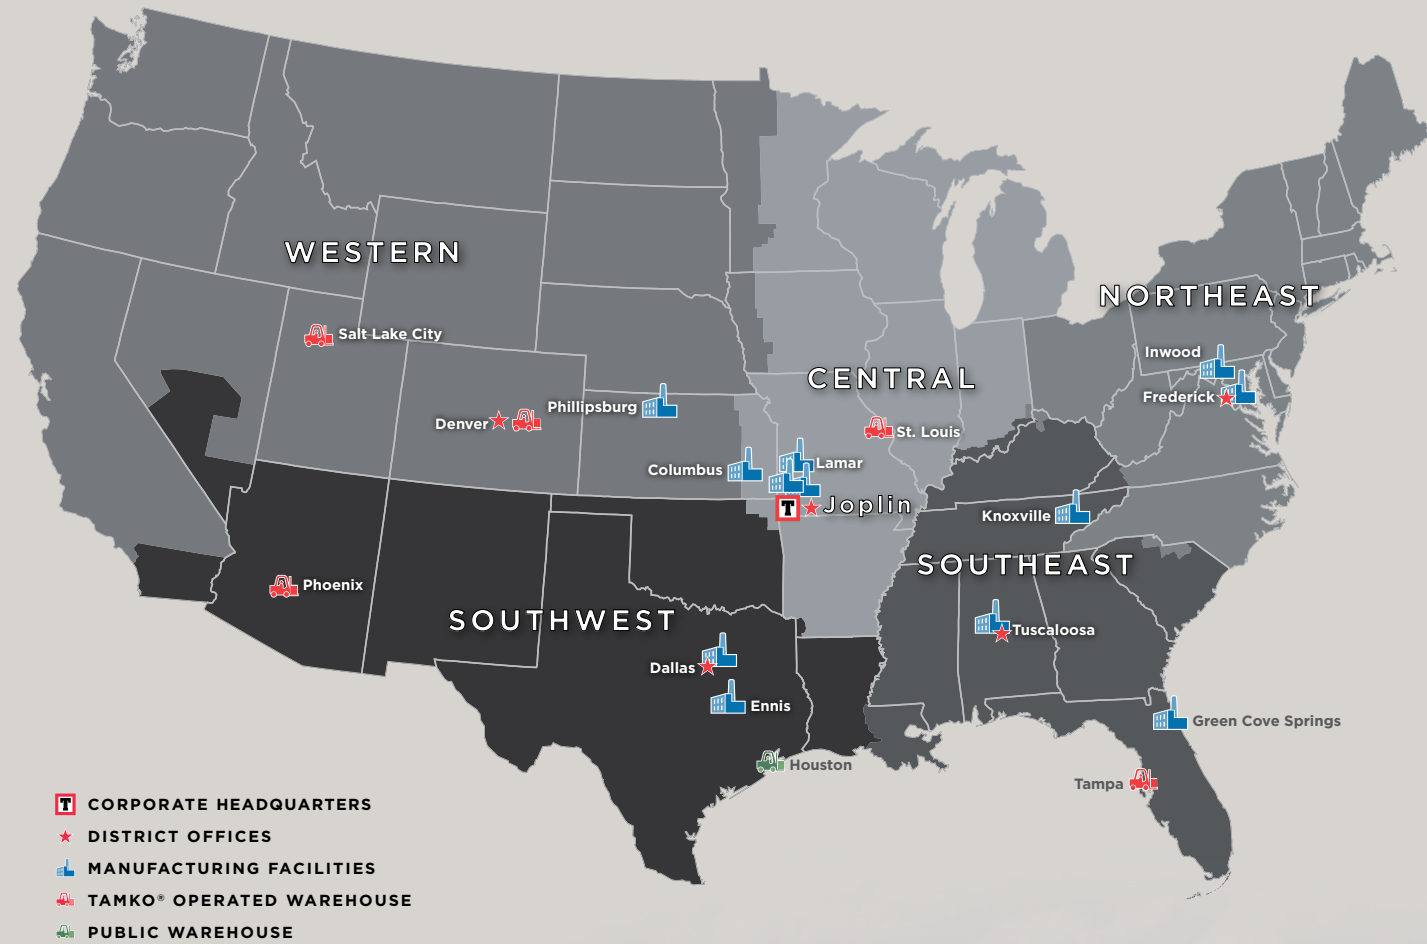 WESTERN
NORTHEAST
Salt Lake City
Inwood
CENTRAL
Frederick
Phillipsburg
Denver
St. Louis
Columbus
Lamar
T
Joplin
Knoxville
SOUTHEAST
Phoenix
SOUTHWEST
Tuscaloosa
Dallas
Ennis
Green Cove Springs
Houston
Tampa
T CORPORATE HEADQUARTERS
DISTRICT OFFICES
MANUFACTURING FACILITIES
TAMKO® OPERATED WAREHOUSE
PUBLIC WAREHOUSE